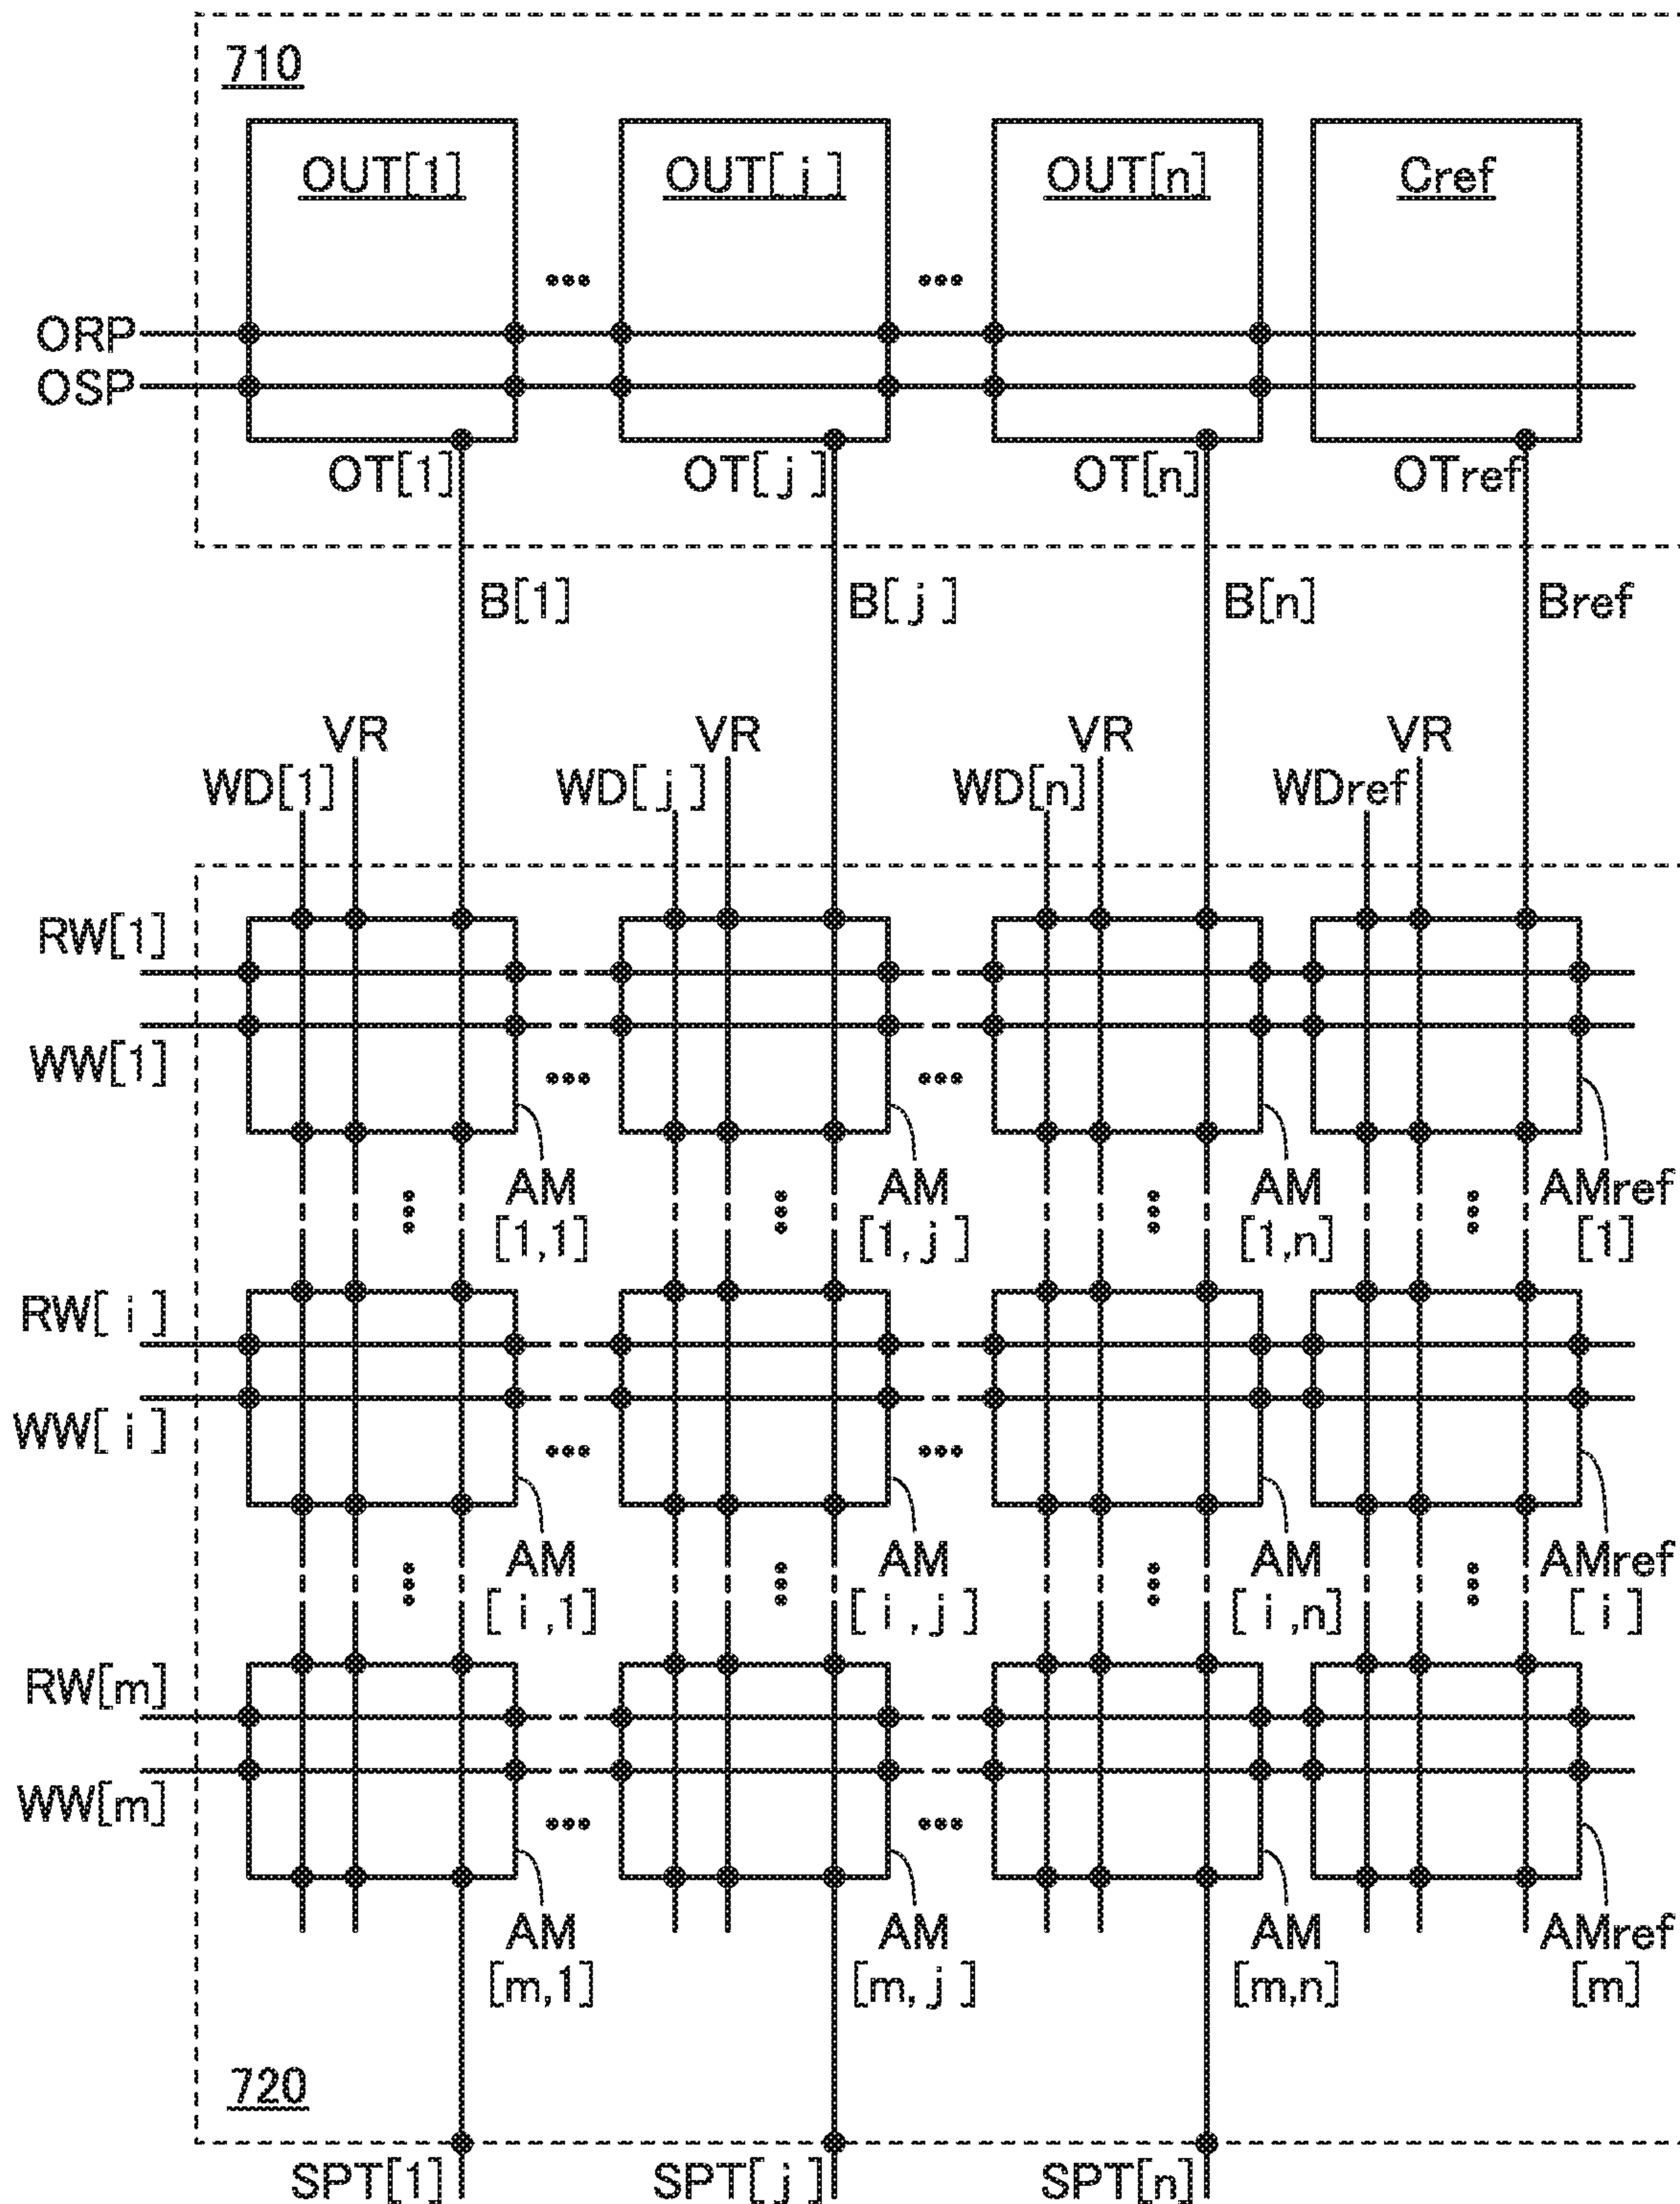 710
OUT[1] OUT[j] OUT[n] Cref
ORP
OSP
OT[1] OT[j] OT[n] OTref
B[1] B[j] B[n] Bref
VR VR VR VR
WD[1] WD[j] WD[n] WDref
RW[1]
WW[1]
AM AM AM AMref
[1,1] [1,j] [1,n] [1]
RW[i]
WW[i]
AM AM AM AMref
[i,1] [i,j] [i,n] [i]
RW[m]
WW[m]
AM AM AM AMref
[m,1] [m,j] [m,n] [m]
720
SPT[1] SPT[j] SPT[n]